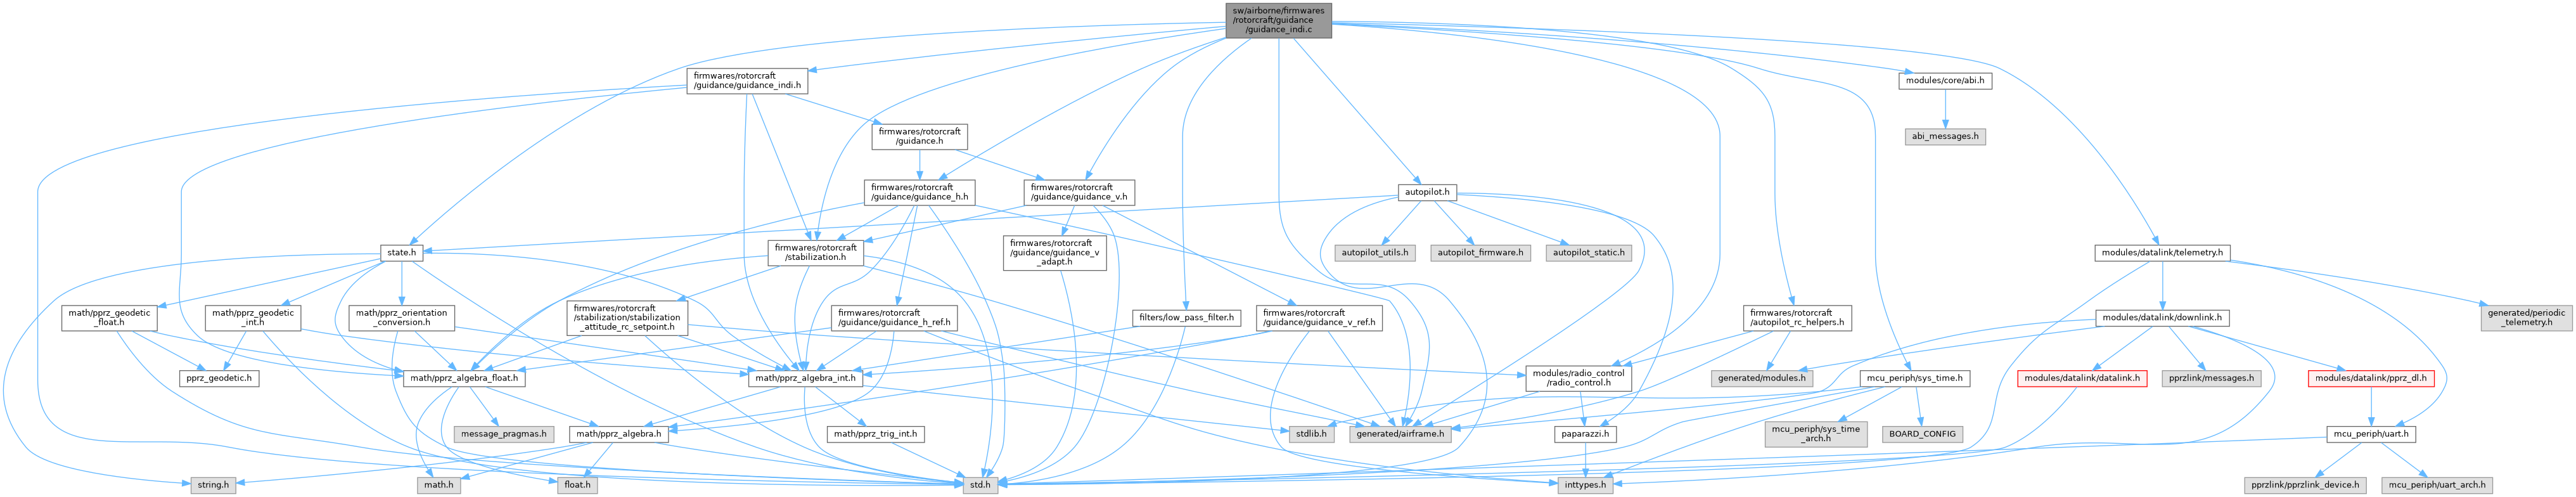 sw/airborne/firmwares
/rotorcraft/guidance
/guidance_indi.c
firmwares/rotorcraft
/guidance/guidance_indi.h
modules/core/abi.h
firmwares/rotorcraft
/guidance.h
abi_messages.h
firmwares/rotorcraft
/guidance/guidance_h.h
firmwares/rotorcraft
/guidance/guidance_v.h
autopilot.h
state.h
firmwares/rotorcraft
/stabilization.h
firmwares/rotorcraft
/guidance/guidance_v
_adapt.h
autopilot_utils.h
autopilot_firmware.h
autopilot_static.h
modules/datalink/telemetry.h
math/pprz_geodetic
_float.h
math/pprz_geodetic
_int.h
math/pprz_orientation
_conversion.h
firmwares/rotorcraft
/stabilization/stabilization
_attitude_rc_setpoint.h
firmwares/rotorcraft
/guidance/guidance_h_ref.h
filters/low_pass_filter.h
firmwares/rotorcraft
/guidance/guidance_v_ref.h
firmwares/rotorcraft
/autopilot_rc_helpers.h
modules/datalink/downlink.h
generated/periodic
_telemetry.h
pprz_geodetic.h
math/pprz_algebra_float.h
math/pprz_algebra_int.h
modules/radio_control
/radio_control.h
generated/modules.h
mcu_periph/sys_time.h
modules/datalink/datalink.h
pprzlink/messages.h
modules/datalink/pprz_dl.h
message_pragmas.h
math/pprz_algebra.h
math/pprz_trig_int.h
stdlib.h
generated/airframe.h
paparazzi.h
mcu_periph/sys_time
_arch.h
BOARD_CONFIG
mcu_periph/uart.h
string.h
math.h
float.h
std.h
inttypes.h
pprzlink/pprzlink_device.h
mcu_periph/uart_arch.h